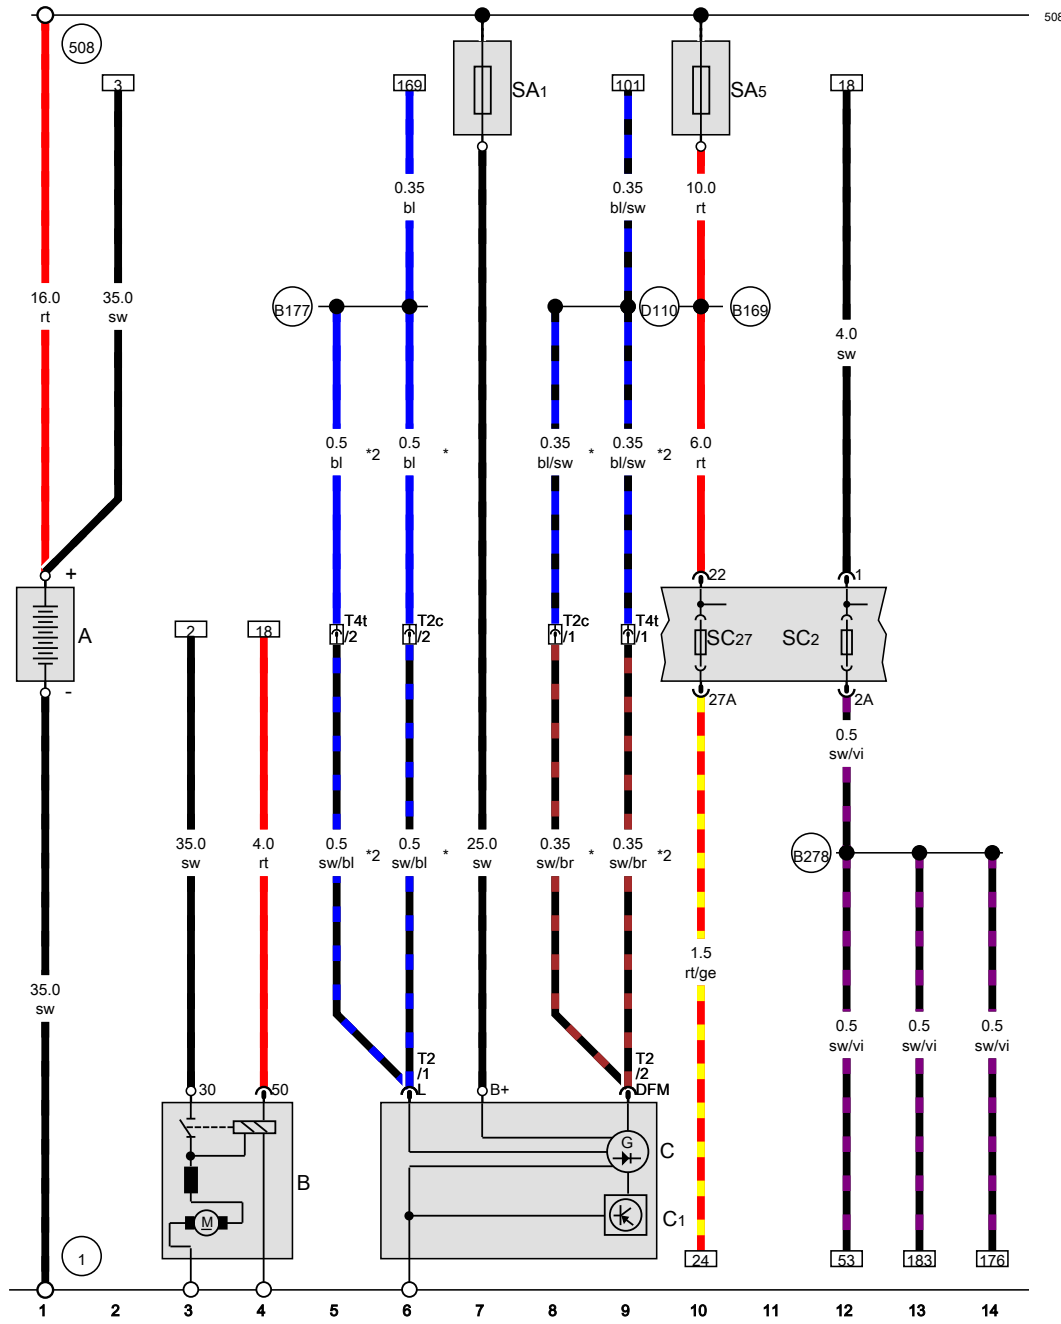 508
508
SA1
SA5
3
169
101
18
0.35
bl
0.35
bl/sw
10.0
rt
16.0
rt
35.0
sw
B177
D110
B169
4.0
sw
0.5
bl
*2
0.5
bl
*
0.35
bl/sw
*
0.35
bl/sw
*2
6.0
rt
+
22
1
A
2
18
T4t
/2
T2c
/2
T2c
/1
T4t
/1
SC27
SC2
-
27A
2A
0.5
sw/vi
35.0
sw
4.0
rt
0.5
sw/bl
*2
0.5
sw/bl
*
25.0
sw
0.35
sw/br
*
0.35
sw/br
*2
B278
1.5
rt/ge
35.0
sw
0.5
sw/vi
0.5
sw/vi
0.5
sw/vi
T2
/1
T2
/2
30
50
L
B+
DFM
G
C
B
M
C1
1
24
53
183
176
1 2 3 4 5 6 7 8 9 10 11 12 13 14